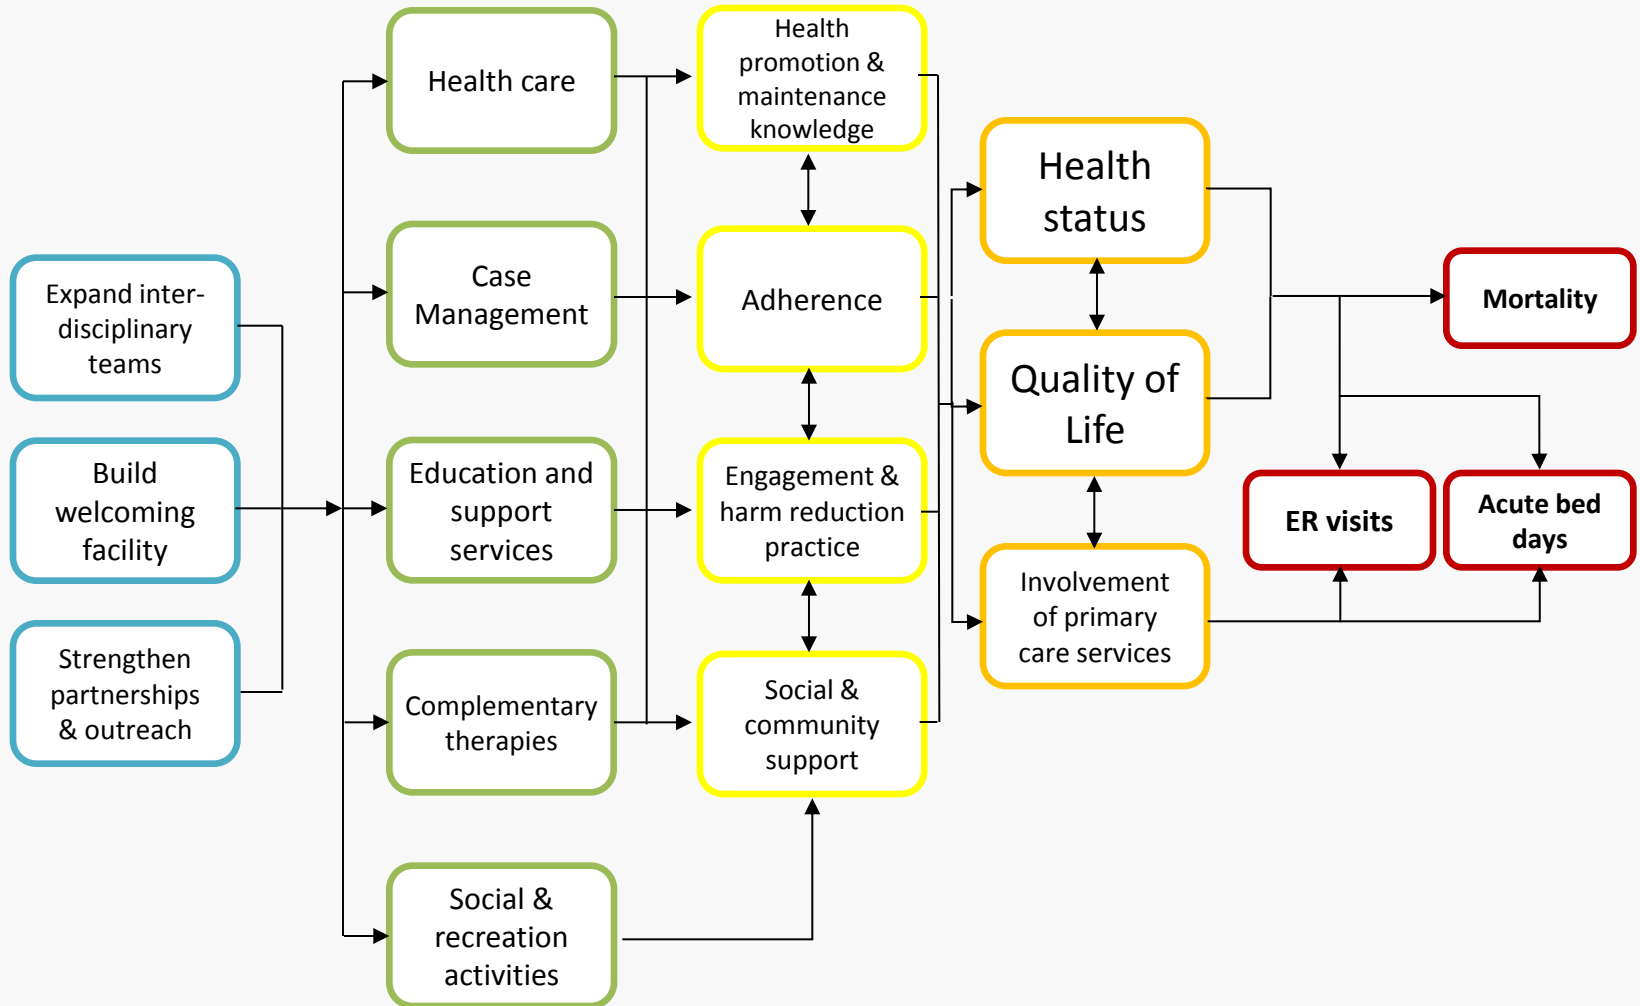 Expand inter-
disciplinary
teams
Build
welcoming
facility
Strengthen
partnerships
& outreach
Health care
Case
Management
Education and
support
services
Complementary
therapies
Social &
recreation
activities
Health
promotion &
maintenance
knowledge
Adherence
Engagement &
harm reduction
practice
Social &
community
support
Health
status
Quality of
Life
Involvement
of primary
care services
Mortality
ER visits
Acute bed
days